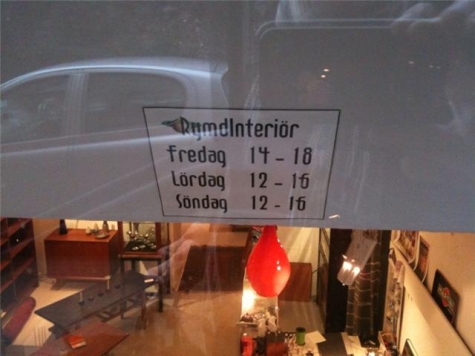 RymdInteriör
Fredag 14 - 18
Lördag 12 - 16
Söndag 12 - 16